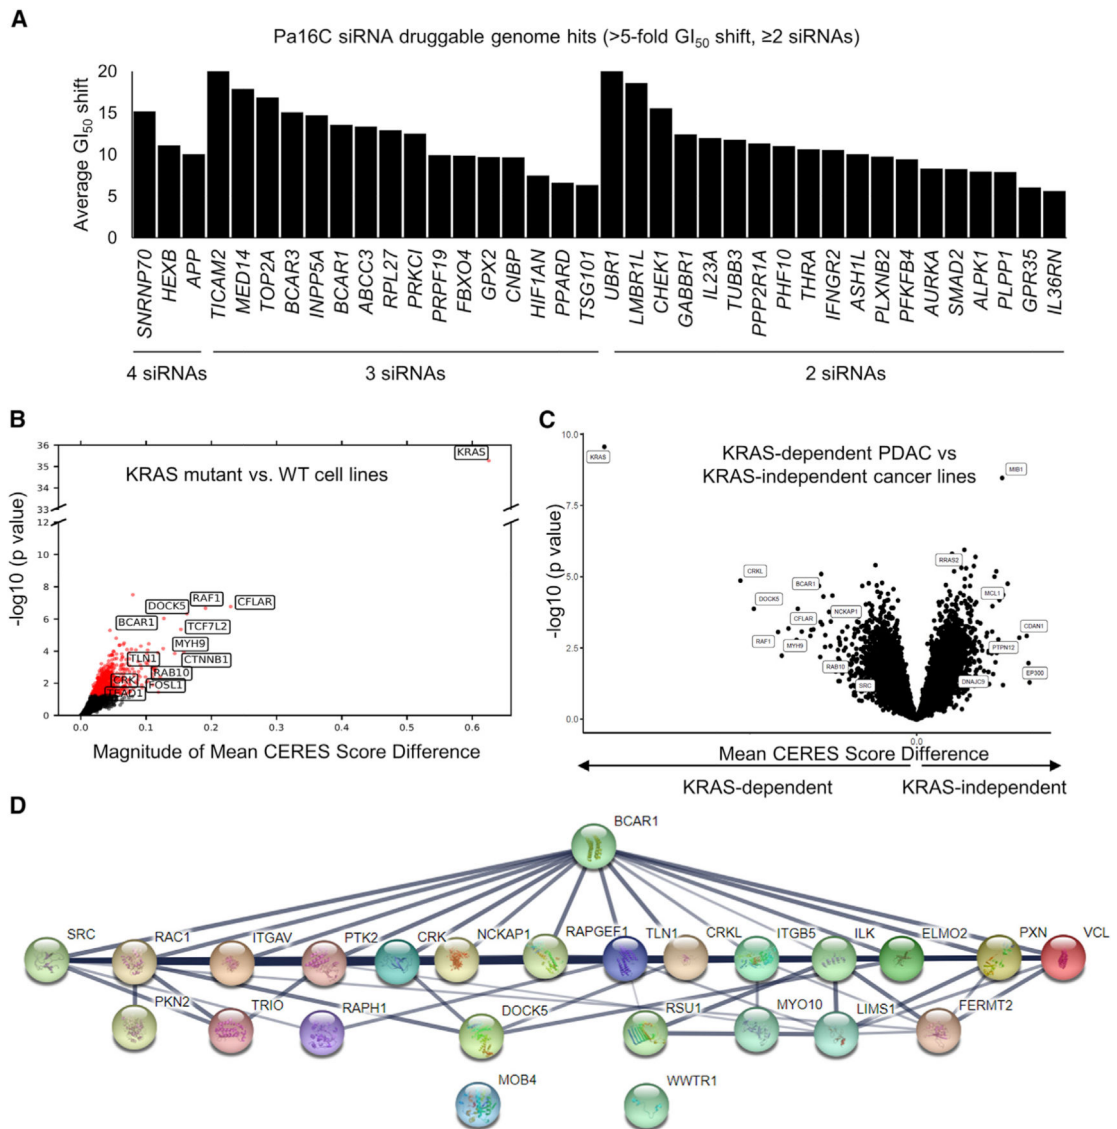 A
Pa16C siRNA druggable genome hits (>5-fold GI50 shift, ≥2 siRNAs)
Average GI50 shift
20
15
10
5
0
SNRNP70
HEXB
APP
TICAM2
MED14
TOP2A
BCAR3
INPP5A
BCAR1
ABCC3
RPL27
PRKCI
PRPF19
FBXO4
GPX2
CNBP
HIF1AN
PPARD
TSG101
UBR1
LMBR1L
CHEK1
GABBR1
IL23A
TUBB3
PPP2R1A
PHF10
THRA
IFNGR2
ASH1L
PLXNB2
PFKFB4
AURKA
SMAD2
ALPK1
PLPP1
GPR35
IL36RN
4 siRNAs
3 siRNAs
2 siRNAs
B
KRAS mutant vs. WT cell lines
-log10 (p value)
36
35
34
33
12
10
8
6
4
2
0
KRAS
RAF1
DOCK5
CFLAR
BCAR1
TCF7L2
MYH9
TLN1
CTNNB1
RAB10
CRK
FOSL1
TEAD1
0.0
0.1
0.2
0.3
0.4
0.5
0.6
Magnitude of Mean CERES Score Difference
C
KRAS-dependent PDAC vs
KRAS-independent cancer lines
-log10 (p value)
10.0
7.5
5.0
2.5
0.0
KRAS
MIB1
RRAS2
CRKL
BCAR1
MCL1
DOCK5
NCKAP1
CFLAR
CDAN1
RAF1
MYH9
PTPN12
RAB10
EP300
SRC
DNAJC9
0.0
Mean CERES Score Difference
KRAS-dependent
KRAS-independent
D
BCAR1
SRC
RAC1
ITGAV
PTK2
CRK
NCKAP1
RAPGEF1
TLN1
CRKL
ITGB5
ILK
ELMO2
PXN
VCL
PKN2
TRIO
RAPH1
DOCK5
RSU1
MYO10
LIMS1
FERMT2
MOB4
WWTR1